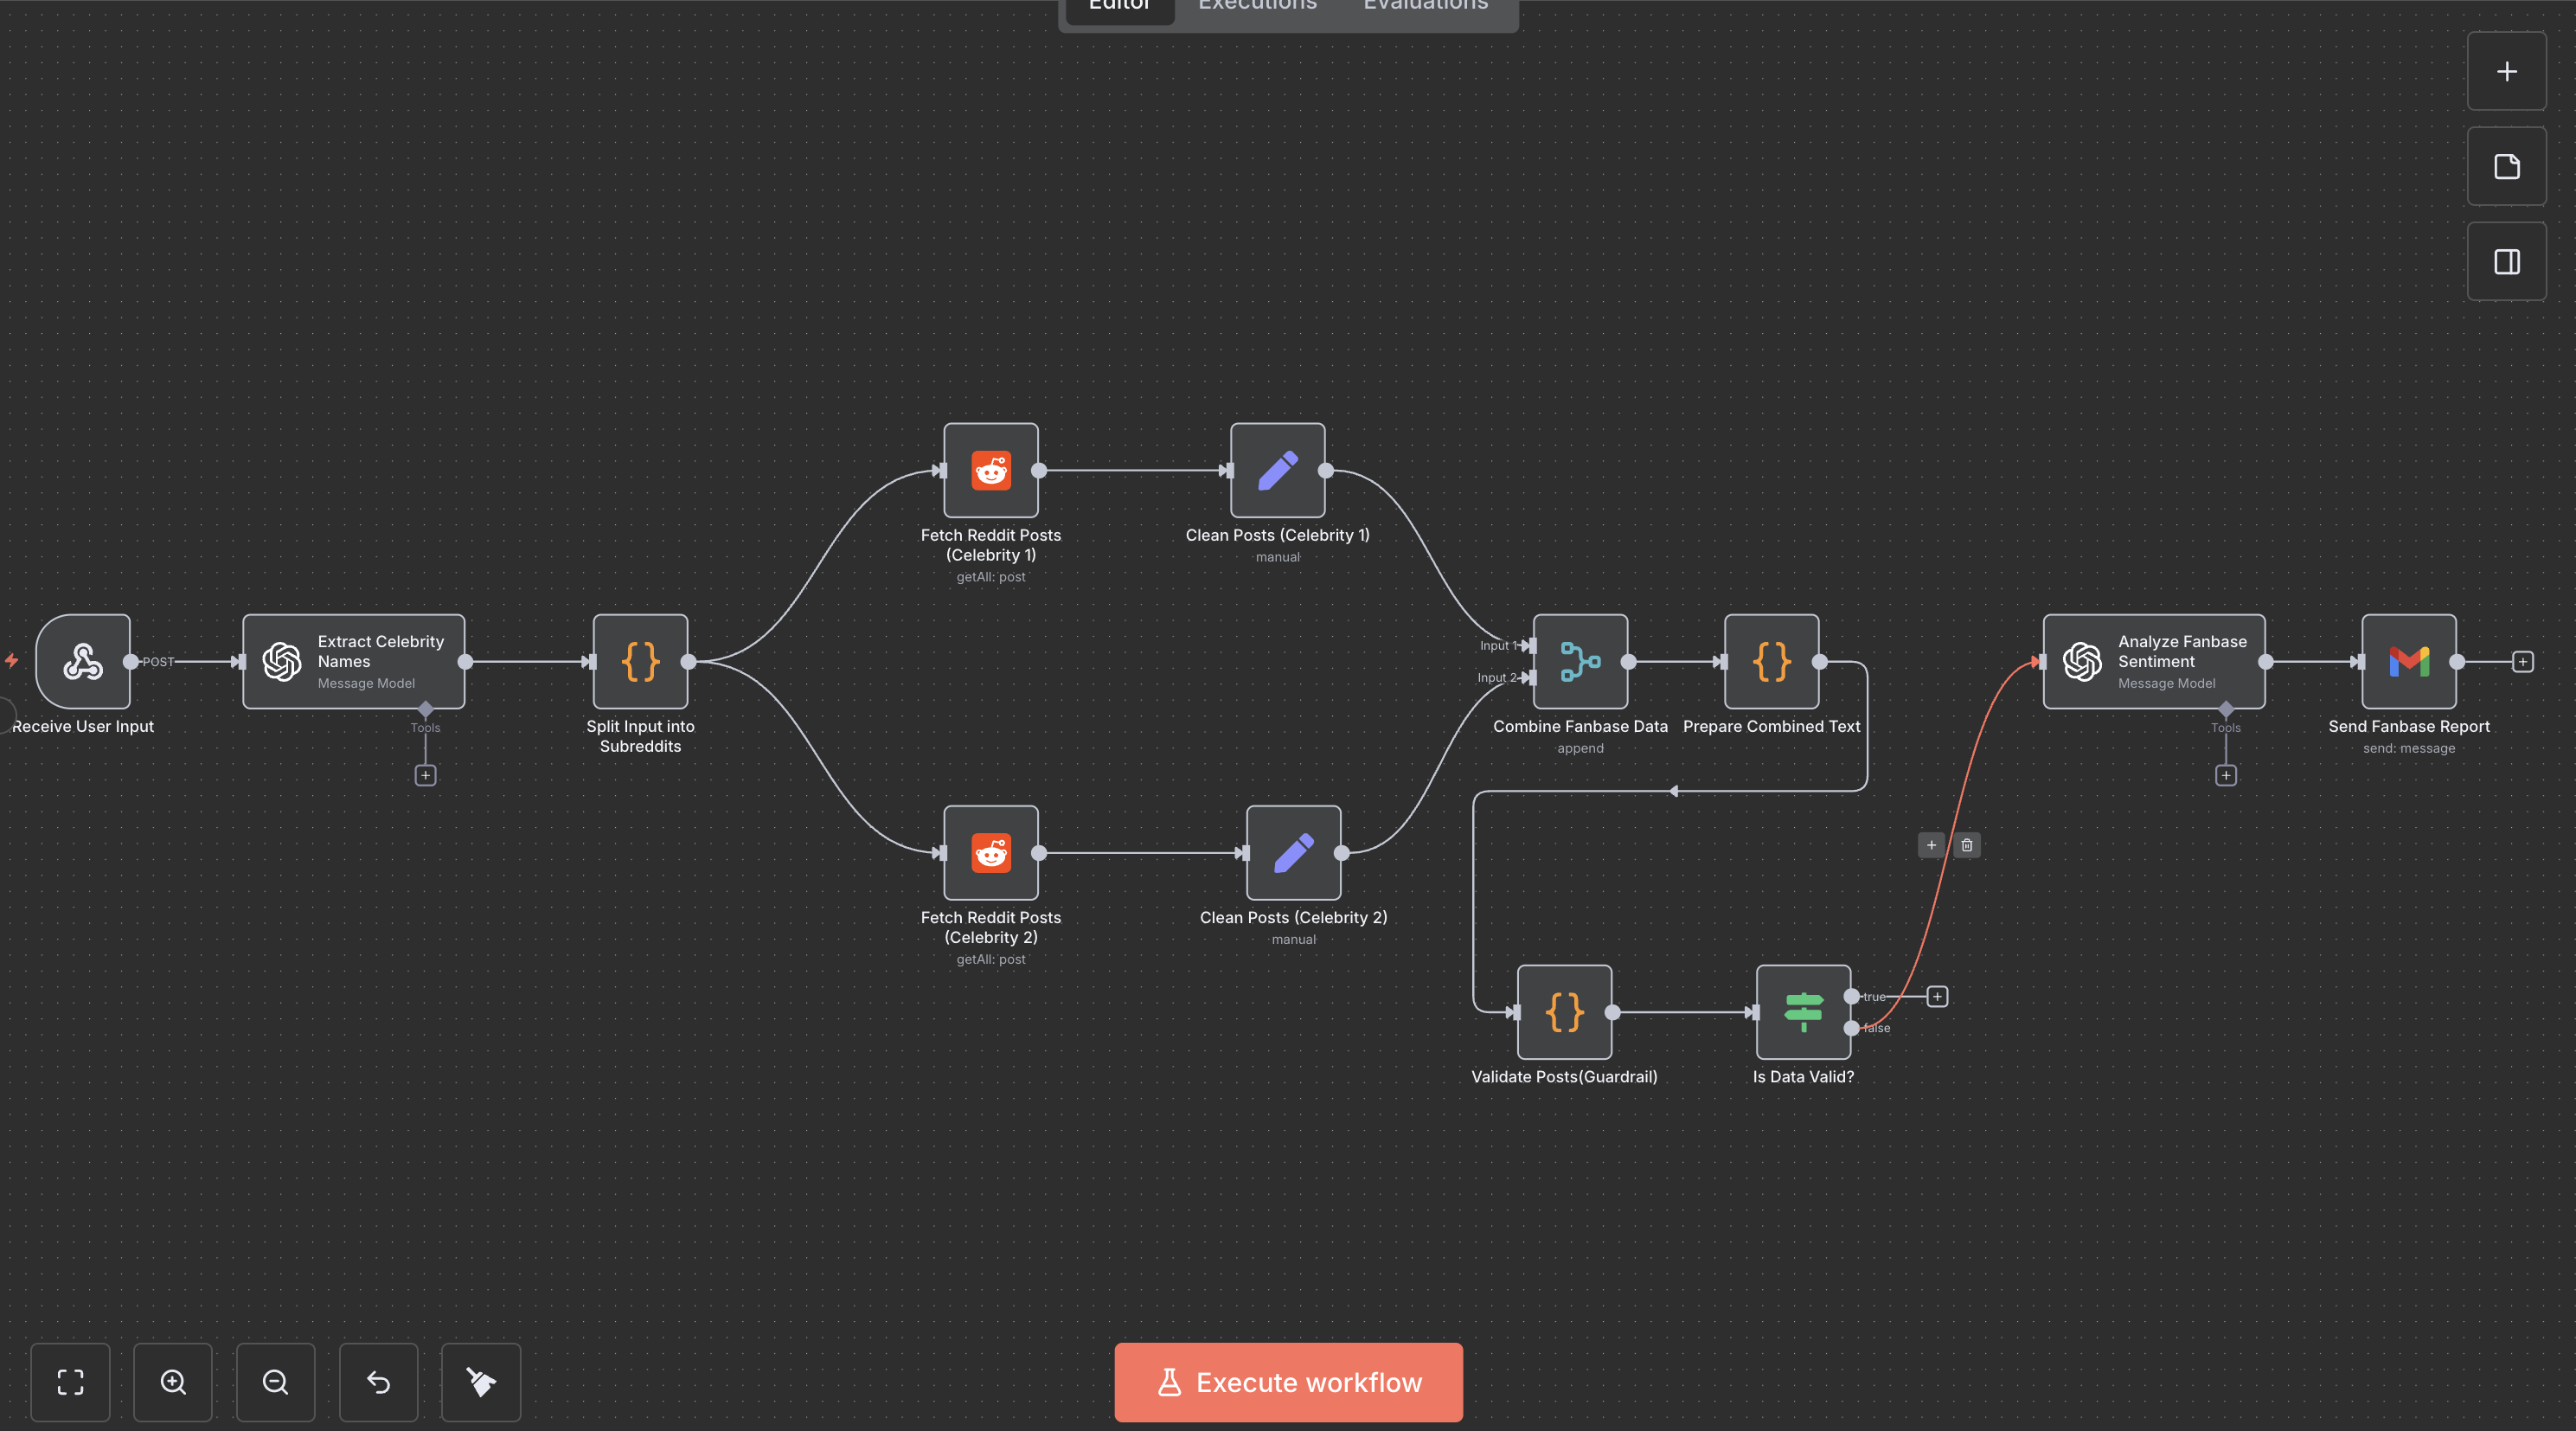 Editor
Executions
Evaluations
Fetch Reddit Posts
(Celebrity 1)
getAll: post
Clean Posts (Celebrity 1)
manual
Receive User Input
POST
Extract Celebrity
Names
Message Model
Tools
Split Input into
Subreddits
Input 1
Input 2
Combine Fanbase Data
append
Prepare Combined Text
Analyze Fanbase
Sentiment
Message Model
Tools
Send Fanbase Report
send: message
Fetch Reddit Posts
(Celebrity 2)
getAll: post
Clean Posts (Celebrity 2)
manual
Validate Posts(Guardrail)
Is Data Valid?
true
false
Execute workflow